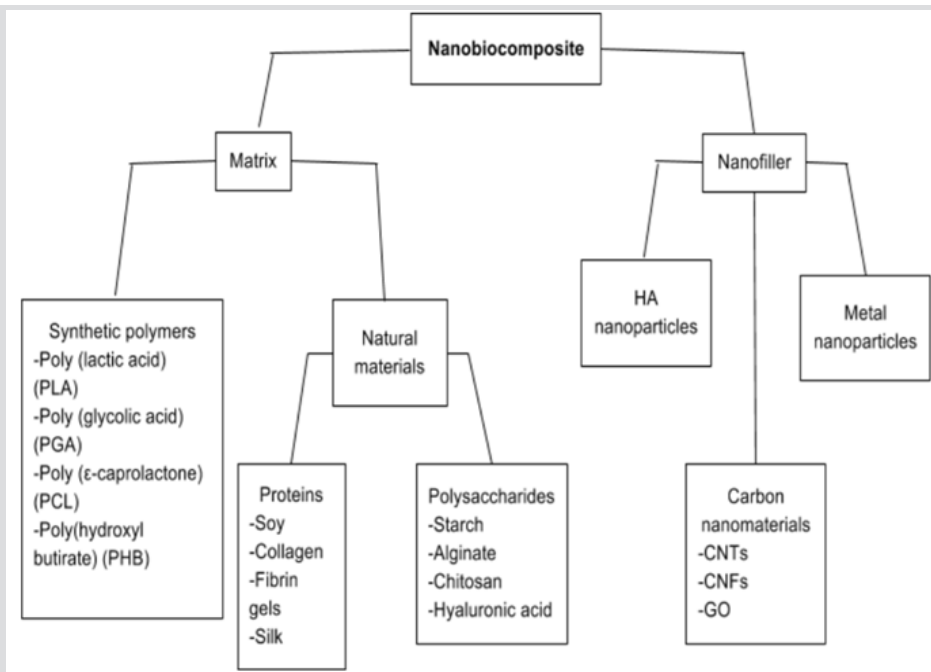 Nanobiocomposite
Matrix
Nanofiller
Synthetic polymers
-Poly (lactic acid)
(PLA)
-Poly (glycolic acid)
(PGA)
-Poly (ε-caprolactone)
(PCL)
-Poly(hydroxyl
butirate) (PHB)
Natural
materials
HA
nanoparticles
Metal
nanoparticles
Proteins
-Soy
-Collagen
-Fibrin
gels
-Silk
Polysaccharides
-Starch
-Alginate
-Chitosan
-Hyaluronic acid
Carbon
nanomaterials
-CNTs
-CNFs
-GO